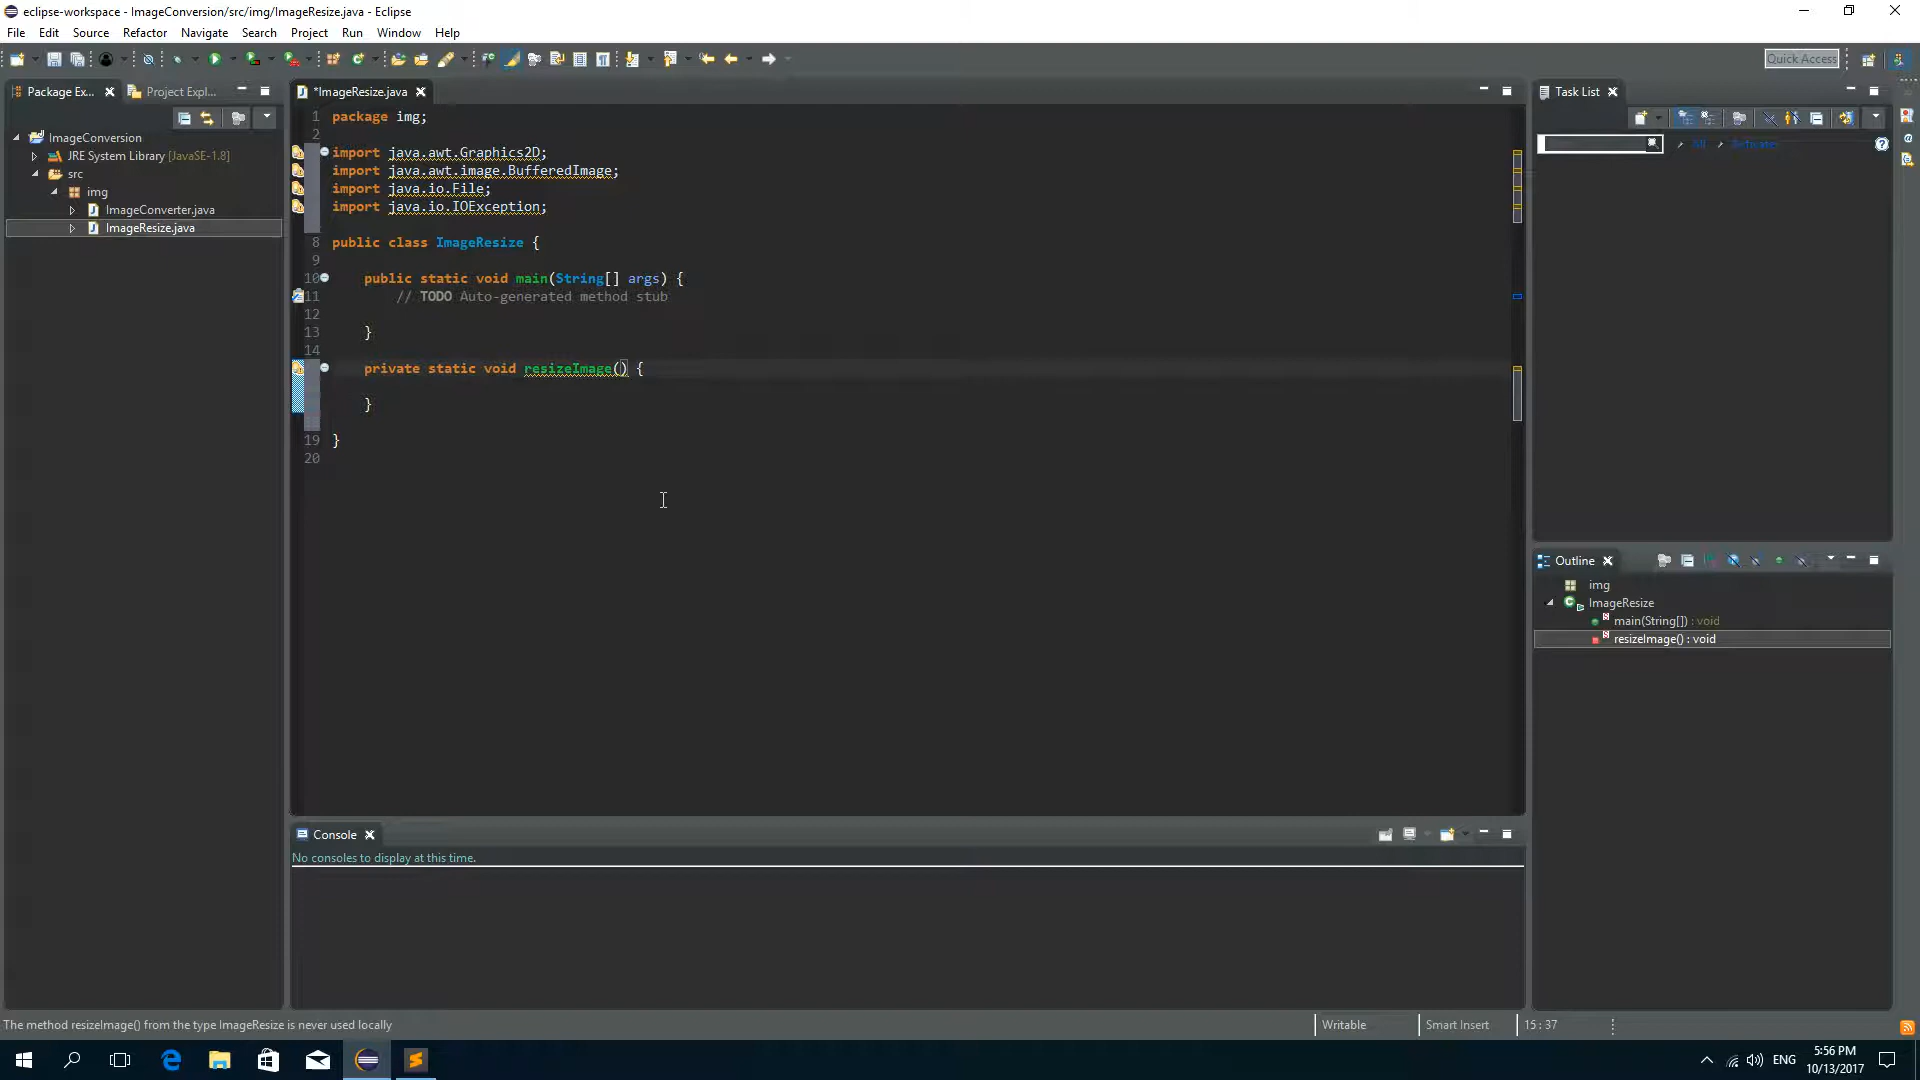 eclipse-workspace - ImageConversion/src/img/ImageResize.java - Eclipse
File Edit Source Refactor Navigate Search Project Run Window Help
Quick Access
Package Ex...
Project Expl...
ImageConversion
JRE System Library [JavaSE-1.8]
src
img
ImageConverter.java
ImageResize.java
*ImageResize.java
1 package img;
2
import java.awt.Graphics2D;
import java.awt.image.BufferedImage;
import java.io.File;
import java.io.IOException;
8 public class ImageResize {
9
10 public static void main(String[] args) {
11 // TODO Auto-generated method stub
12
13 }
14
private static void resizeImage() {
}
19 }
20
Console
No consoles to display at this time.
Task List
All
Activate...
Outline
img
ImageResize
main(String[]) : void
resizeImage() : void
The method resizeImage() from the type ImageResize is never used locally
Writable
Smart Insert
15 : 37
ENG
5:56 PM
10/13/2017